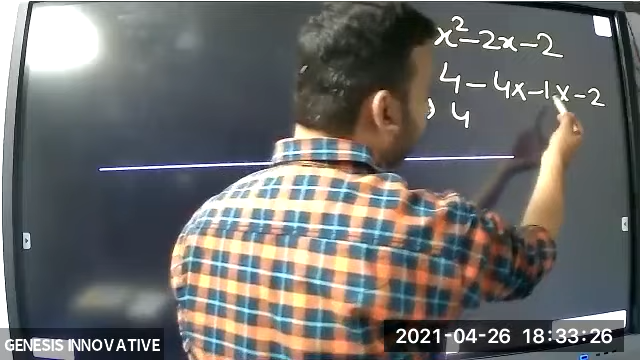 x²-2x-2
4-4x-1x-2
4
GENESIS INNOVATIVE
2021-04-26 18:33:26